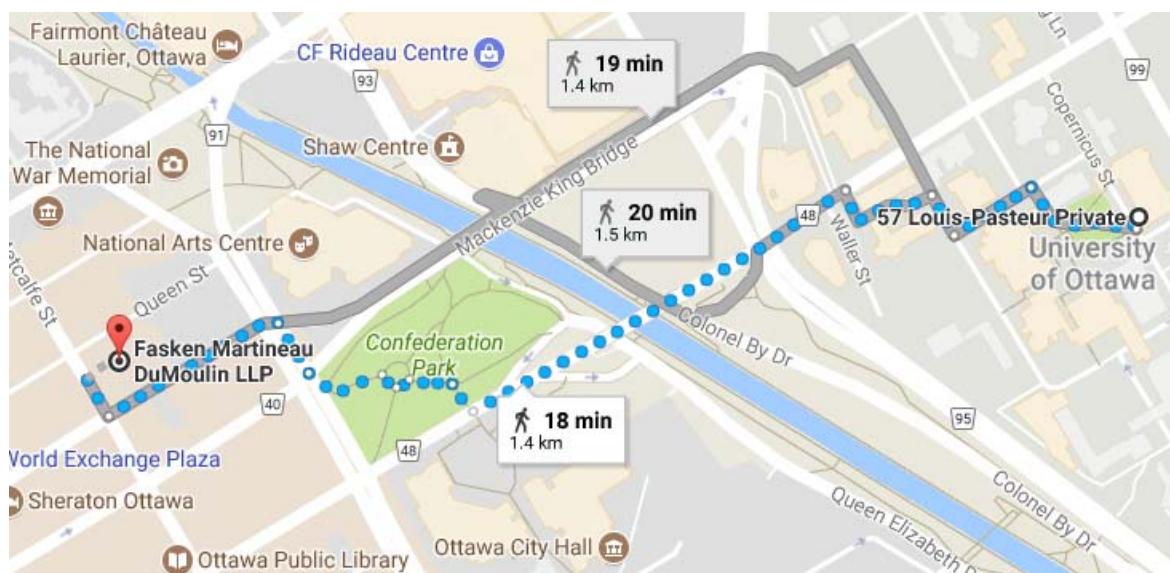 Fairmont Château
Laurier, Ottawa
CF Rideau Centre
93
19 min
1.4 km
99
Copernicus St
91
The National
War Memorial
Shaw Centre
Mackenzie King Bridge
National Arts Centre
20 min
1.5 km
48
57 Louis-Pasteur Private
Waller St
University
of Ottawa
Queen St
Metcalfe St
Fasken Martineau
DuMoulin LLP
Confederation
Park
Colonel By Dr
40
18 min
1.4 km
95
48
World Exchange Plaza
Sheraton Ottawa
Colonel By Dr
Queen Elizabeth D
Ottawa City Hall
Ottawa Public Library